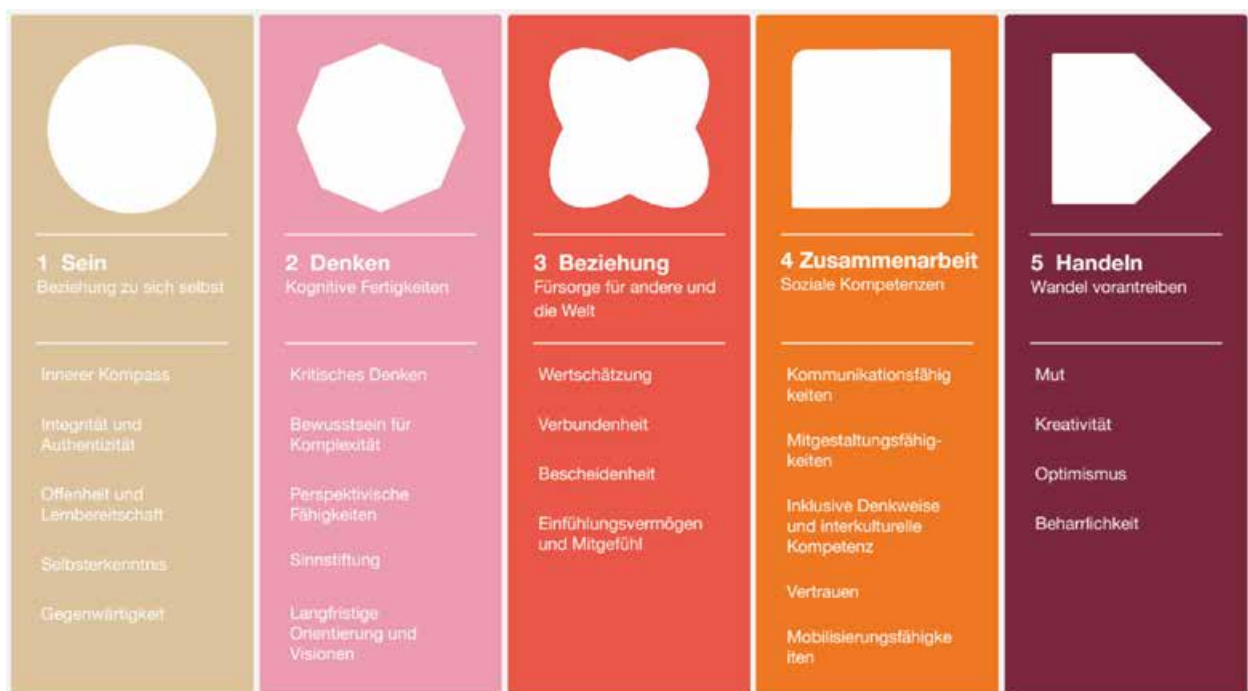 1 Sein
Beziehung zu sich selbst
Innerer Kompass
Integrität und
Authentizität
Offenheit und
Lernbereitschaft
Selbsterkenntnis
Gegenwärtigkeit
2 Denken
Kognitive Fertigkeiten
Kritisches Denken
Bewusstsein für
Komplexität
Perspektivische
Fähigkeiten
Sinnstiftung
Langfristige
Orientierung und
Visionen
3 Beziehung
Fürsorge für andere und
die Welt
Wertschätzung
Verbundenheit
Bescheidenheit
Einfühlungsvermögen
und Mitgefühl
4 Zusammenarbeit
Soziale Kompetenzen
Kommunikationsfähig
keiten
Mitgestaltungsfähig-
keiten
Inklusive Denkweise
und interkulturelle
Kompetenz
Vertrauen
Mobilisierungsfähigke
iten
5 Handeln
Wandel vorantreiben
Mut
Kreativität
Optimismus
Beharrlichkeit